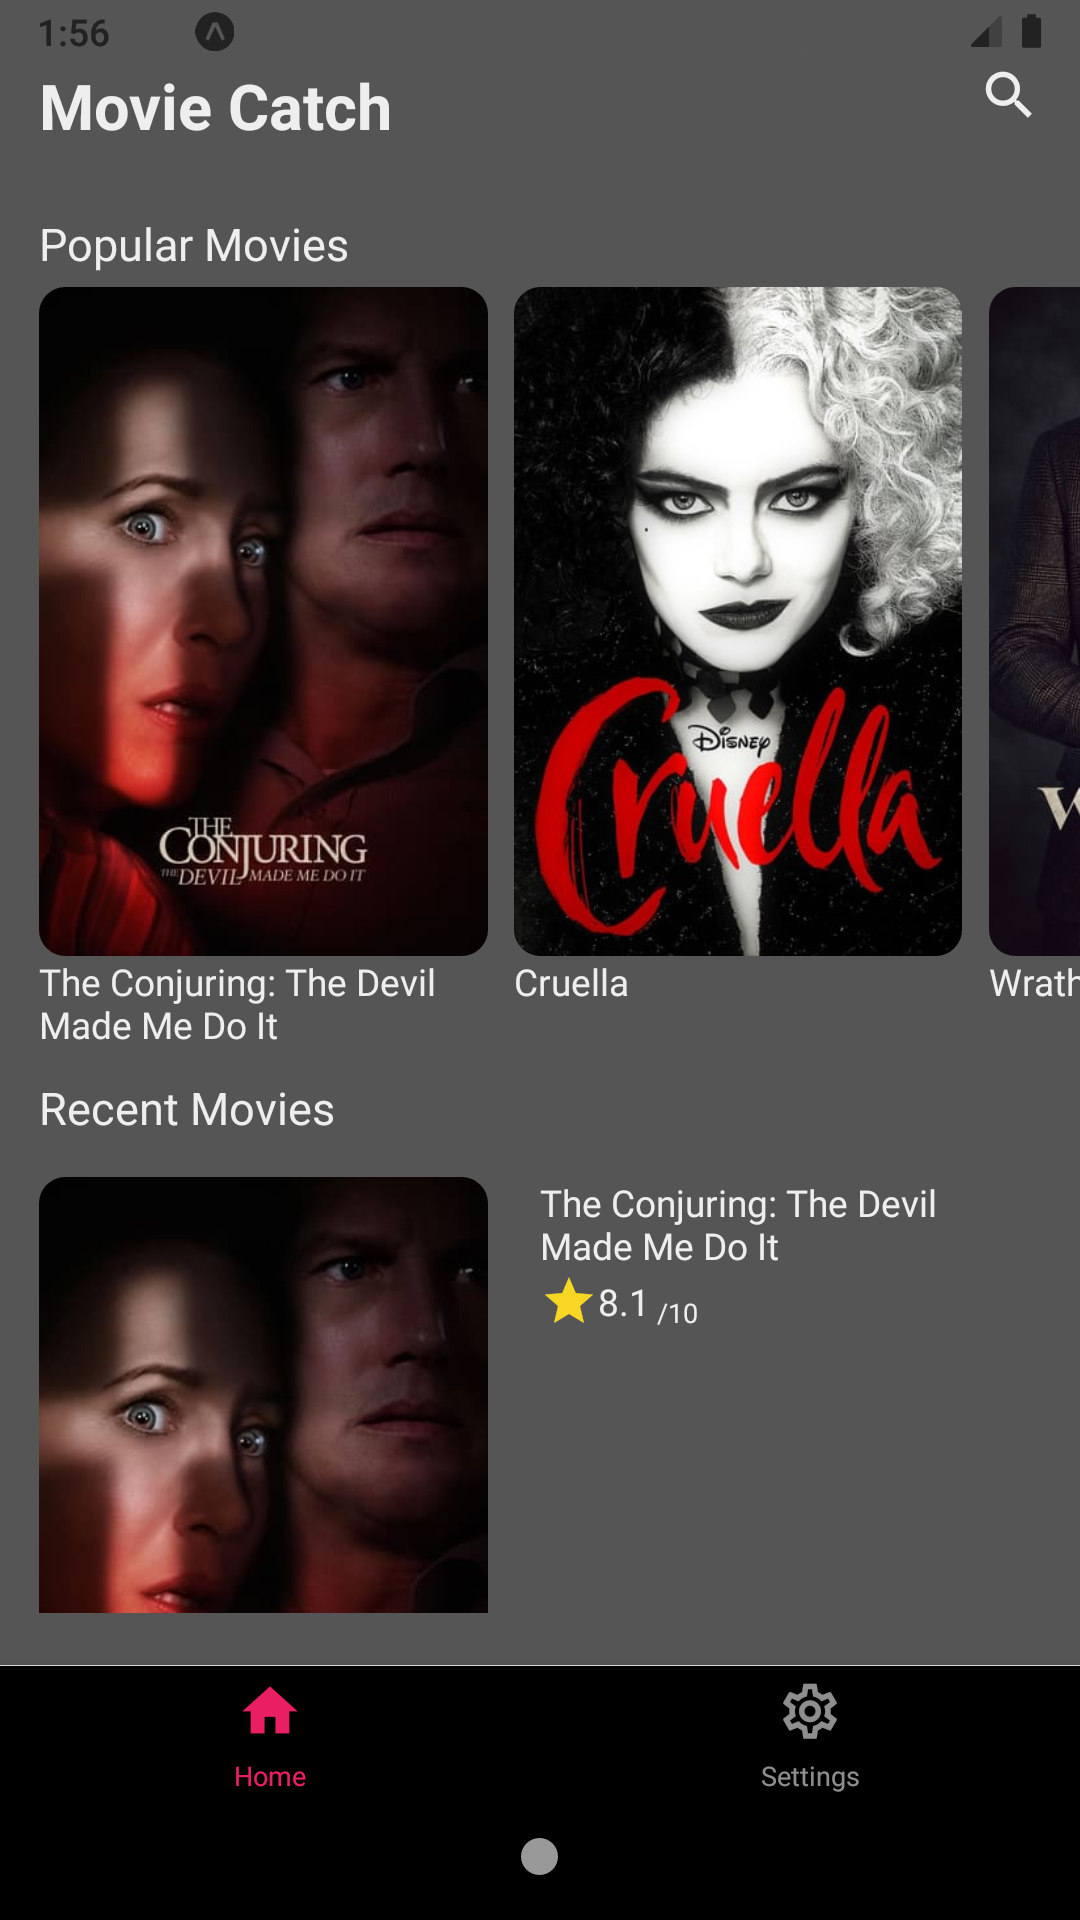 1:56
Movie Catch
Popular Movies
THE
CONJURING
THE DEVIL MADE ME DO IT
DISNEY
Cruella
W
The Conjuring: The Devil
Made Me Do It
Cruella
Wrath
Recent Movies
The Conjuring: The Devil
Made Me Do It
8.1 /10
Home
Settings